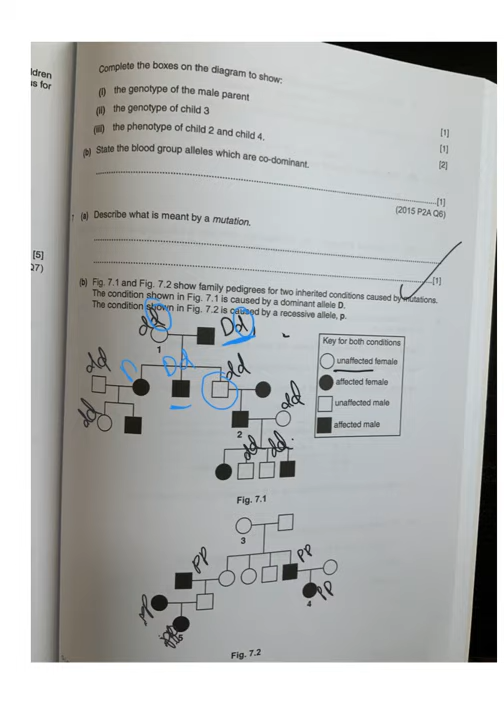 ldren
us for
Complete the boxes on the diagram to show:
(i) the genotype of the male parent
[1]
(ii) the genotype of child 3
[1]
(iii) the phenotype of child 2 and child 4.
[2]
(b) State the blood group alleles which are co-dominant.
[1]
(2015 P2A Q6)
(a) Describe what is meant by a mutation.
[5]
Q7)
[1]
(b) Fig. 7.1 and Fig. 7.2 show family pedigrees for two inherited conditions caused by mutations.
The condition shown in Fig. 7.1 is caused by a dominant allele D.
The condition shown in Fig. 7.2 is caused by a recessive allele, p.
dd
Dd
1
Key for both conditions
unaffected female
affected female
unaffected male
affected male
dd
D
Dd
dd
dd
dd
2
dd
dd
Fig. 7.1
3
pp
pp
pp
4
pp
5
Fig. 7.2